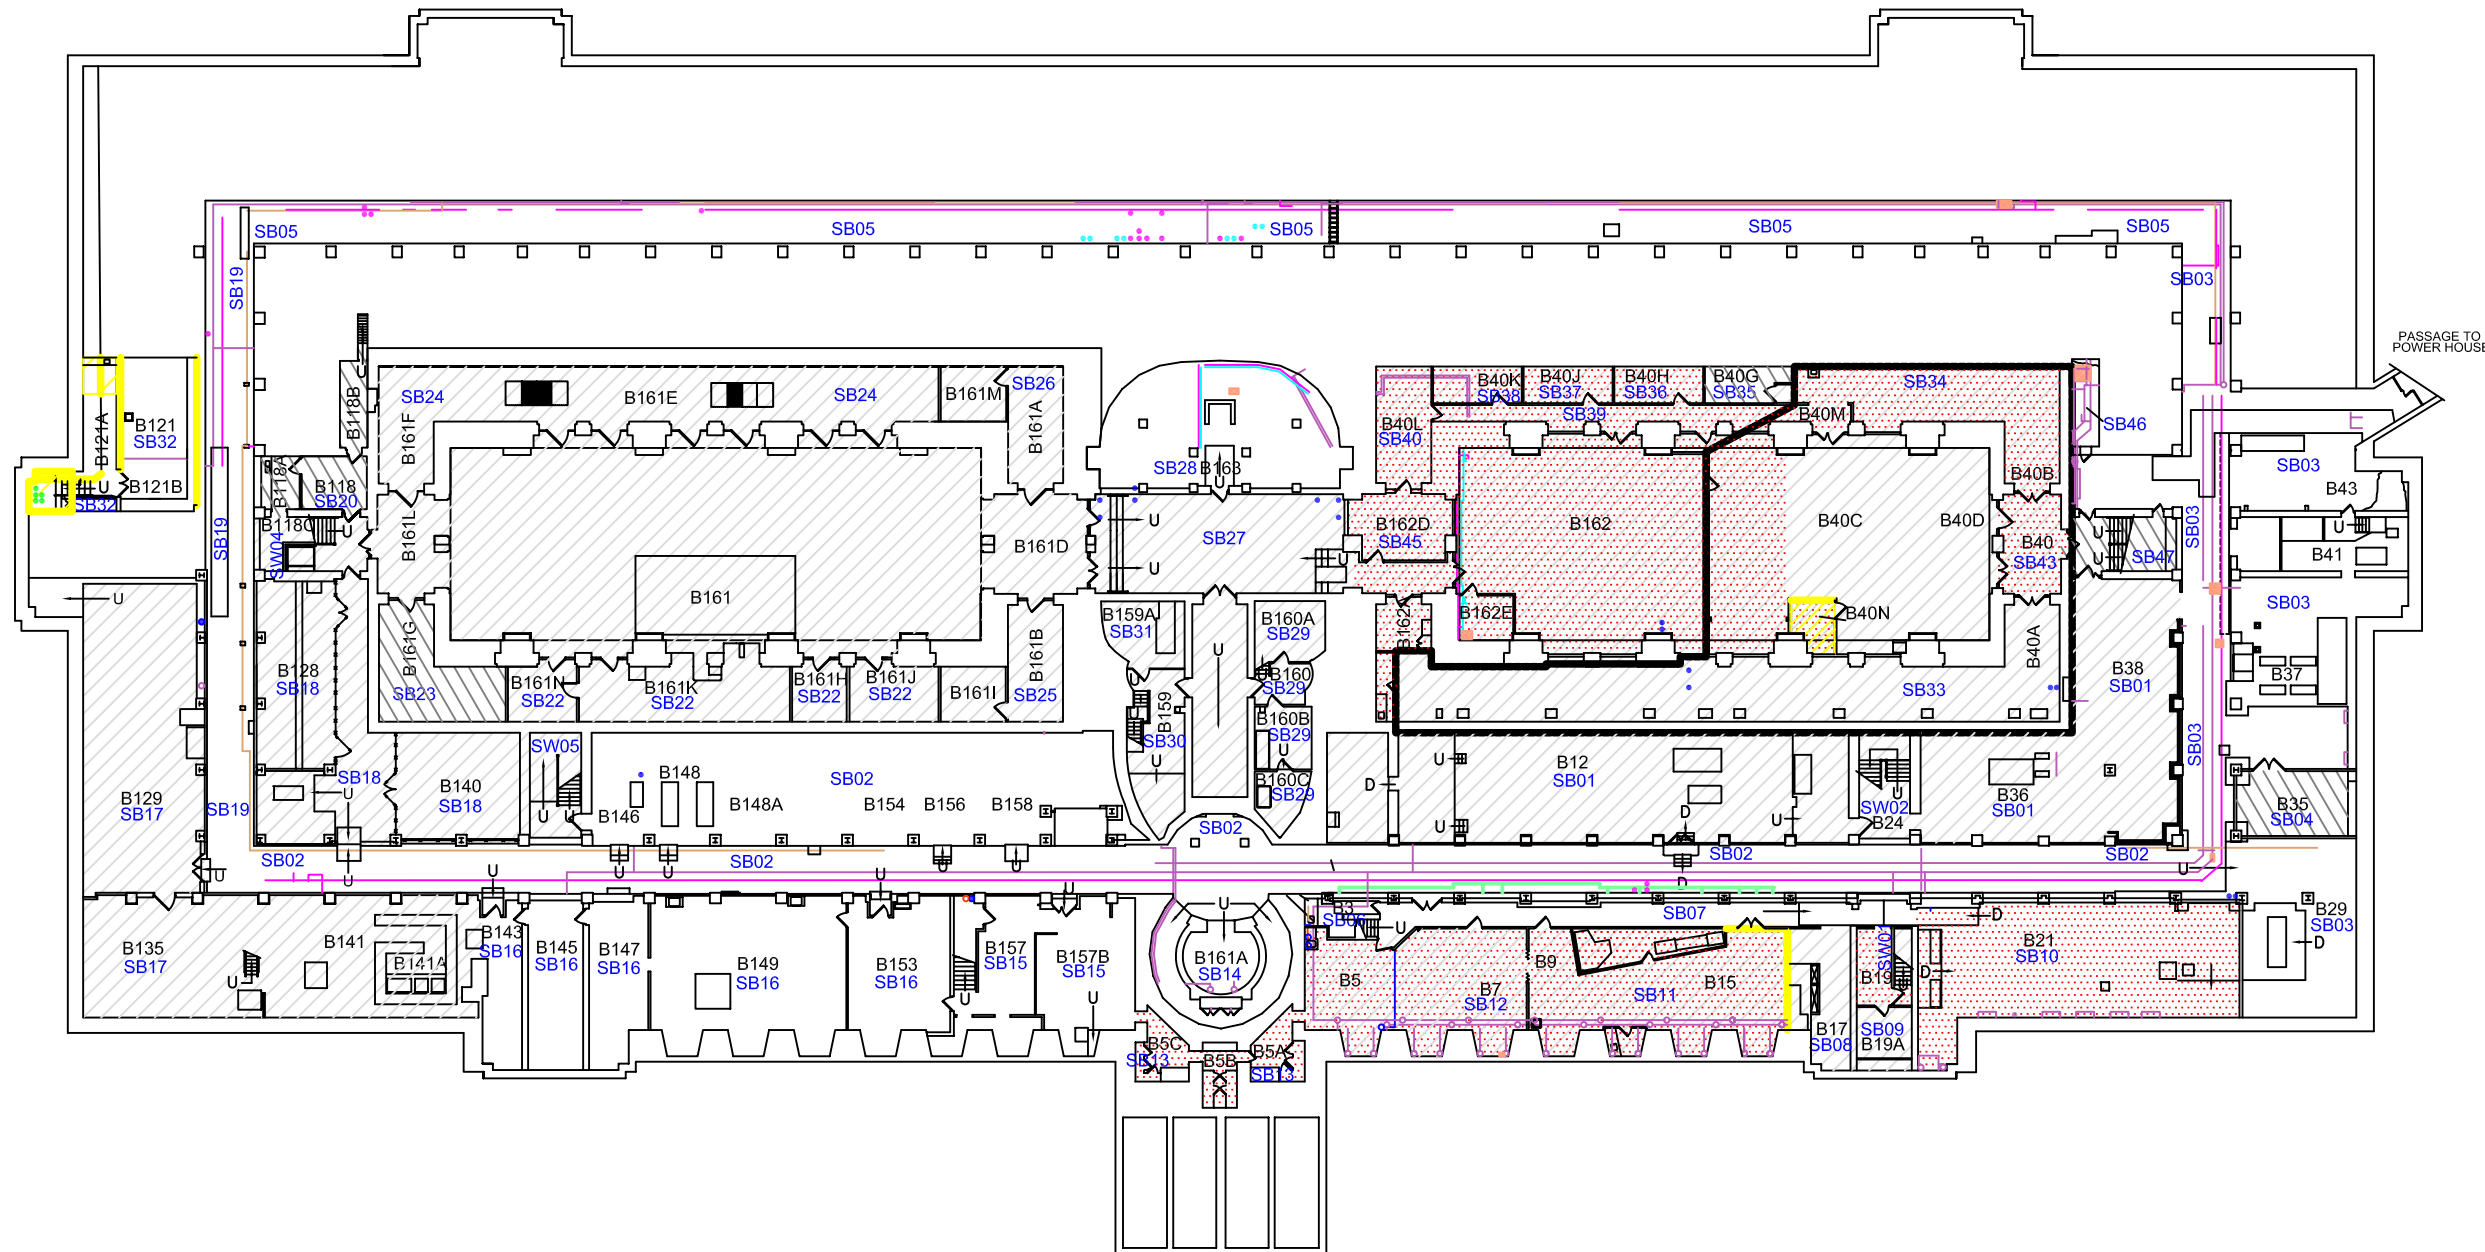 PASSAGE TO
POWER HOUSE
SB05
SB05
SB05
SB05
SB05
SB19
SB03
B121A
B121
SB32
B121B
U
SB32
U
B118B
B118A
B118
SB20
B118C
U
SW04
SB19
SB24
B161E
SB24
B161F
B161M
SB26
B161A
B161L
B161
B161D
B161G
SB23
B161N
SB22
B161K
SB22
B161H
SB22
B161J
SB22
B161I
B161B
SB25
SB28
B163
U
U
U
SB27
U
B159A
SB31
U
U
U
B159
SB30
U
U
B160A
SB29
B160
SB29
B160B
SB29
U
B160C
SB29
SB02
B40K
SB38
B40J
SB37
B40H
SB36
B40G
SB35
SB34
SB39
B40M
B40L
SB40
B40B
SB46
B162D
SB45
B162
B40C
B40D
B40
SB43
B162E
B162A
B40N
B40A
SB33
U
U
SB47
SB03
SB03
B43
U
B41
SB03
B37
B38
SB01
SB03
B35
SB04
U
B128
SB18
SB18
U
B140
SB18
B129
SB17
SB19
SW05
U
U
B146
B148
B148A
SB02
B154
B156
B158
D
U
U
B12
SB01
D
U
SW02
U
B24
B36
SB01
SB02
U
U
SB02
U
U
U
U
U
U
U
SB02
D
SB02
U
B135
SB17
B141
B141A
U
B143
SB16
B145
SB16
B147
SB16
B149
SB16
B153
SB16
U
B157
SB15
B157B
SB15
U
U
B161A
SB14
B3
SB06
U
SB07
B5
B7
SB12
B9
B15
SB11
B17
SB08
SW01
B19
SB09
B19A
D
D
B21
SB10
B29
SB03
D
B5C
SB13
B5B
B5A
SB13